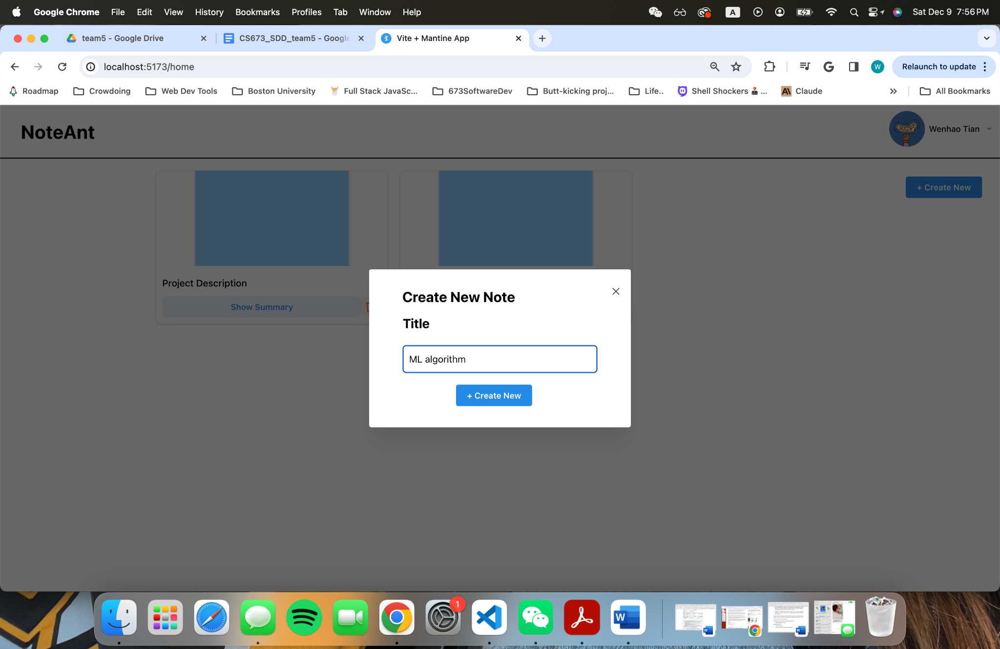 Google Chrome File Edit View History Bookmarks Profiles Tab Window Help A Sat Dec 9 7:56 PM
team5 - Google Drive CS673_SDD_team5 - Google Vite + Mantine App
localhost:5173/home W Relaunch to update
Roadmap Crowdoing Web Dev Tools Boston University Full Stack JavaSc... 673SoftwareDev Butt-kicking proj... Life.. Shell Shockers ... Claude All Bookmarks
NoteAnt Wenhao Tian
+ Create New
Project Description
Show Summary
Create New Note
Title
ML algorithm
+ Create New
1
W